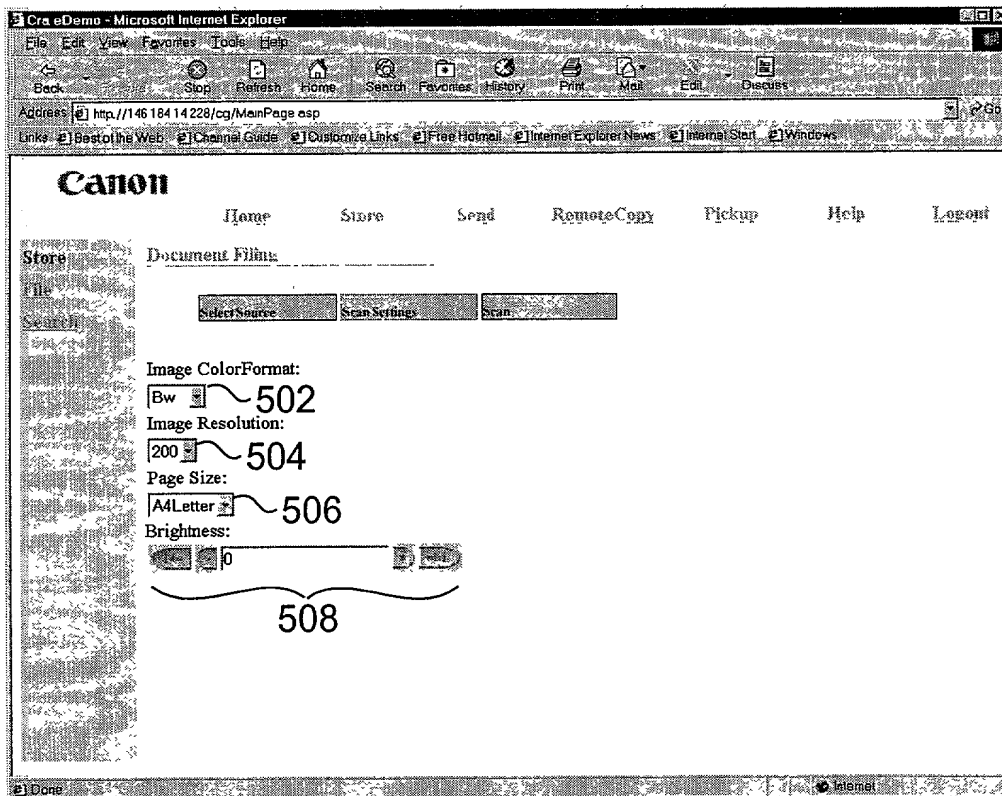 Cra eDemo - Microsoft Internet Explorer
File Edit View Favorites Tools Help
Back Stop Refresh Home Search Favorites History Print Mail Edit Discuss
Address http://146 184 14 228/cg/MainPage asp Go
Links Best of the Web Channel Guide Customize Links Free Hotmail Internet Explorer News Internet Start Windows
Canon
Home Store Send RemoteCopy Pickup Help Logout
Store
File
Search
Document Filing
Select Source Scan Settings Scan
Image ColorFormat:
Bw 502
Image Resolution:
200 504
Page Size:
A4Letter 506
Brightness:
0
508
Done Internet